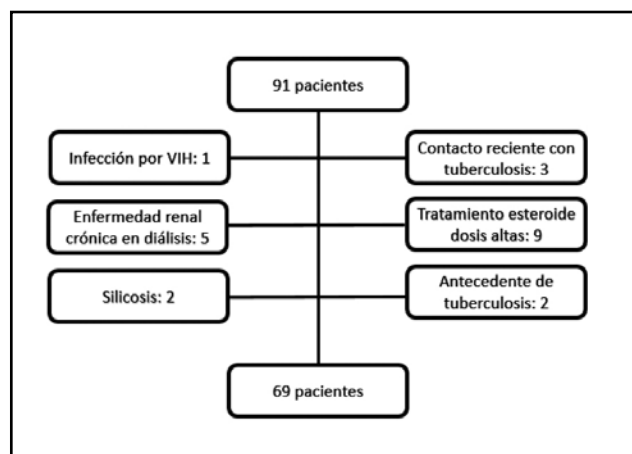 91 pacientes
Infección por VIH: 1
Contacto reciente con
tuberculosis: 3
Enfermedad renal
crónica en diálisis: 5
Tratamiento esteroide
dosis altas: 9
Silicosis: 2
Antecedente de
tuberculosis: 2
69 pacientes